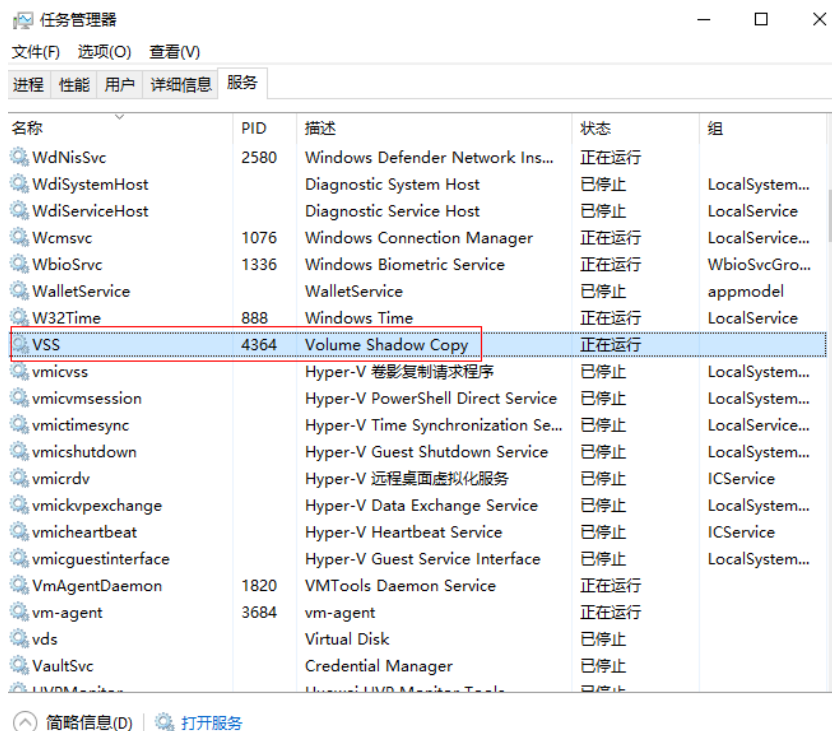 任务管理器
文件(F) 选项(O) 查看(V)
进程 性能 用户 详细信息 服务
名称 PID 描述 状态 组
WdNisSvc 2580 Windows Defender Network Ins... 正在运行
WdiSystemHost Diagnostic System Host 已停止 LocalSystem...
WdiServiceHost Diagnostic Service Host 已停止 LocalService
Wcmsvc 1076 Windows Connection Manager 正在运行 LocalService...
WbioSrvc 1336 Windows Biometric Service 正在运行 WbioSvcGro...
WalletService WalletService 已停止 appmodel
W32Time 888 Windows Time 正在运行 LocalService
VSS 4364 Volume Shadow Copy 正在运行
vmicvss Hyper-V 卷影复制请求程序 已停止 LocalSystem...
vmicvmsession Hyper-V PowerShell Direct Service 已停止 LocalSystem...
vmictimesync Hyper-V Time Synchronization Se... 已停止 LocalService...
vmicshutdown Hyper-V Guest Shutdown Service 已停止 LocalSystem...
vmicrdv Hyper-V 远程桌面虚拟化服务 已停止 ICService
vmickvpexchange Hyper-V Data Exchange Service 已停止 LocalSystem...
vmicheartbeat Hyper-V Heartbeat Service 已停止 ICService
vmicguestinterface Hyper-V Guest Service Interface 已停止 LocalSystem...
VmAgentDaemon 1820 VMTools Daemon Service 正在运行
vm-agent 3684 vm-agent 正在运行
vds Virtual Disk 已停止
VaultSvc Credential Manager 已停止
UVPMonitor Huawei UVP Monitor Tools 已停止
简略信息(D) 打开服务